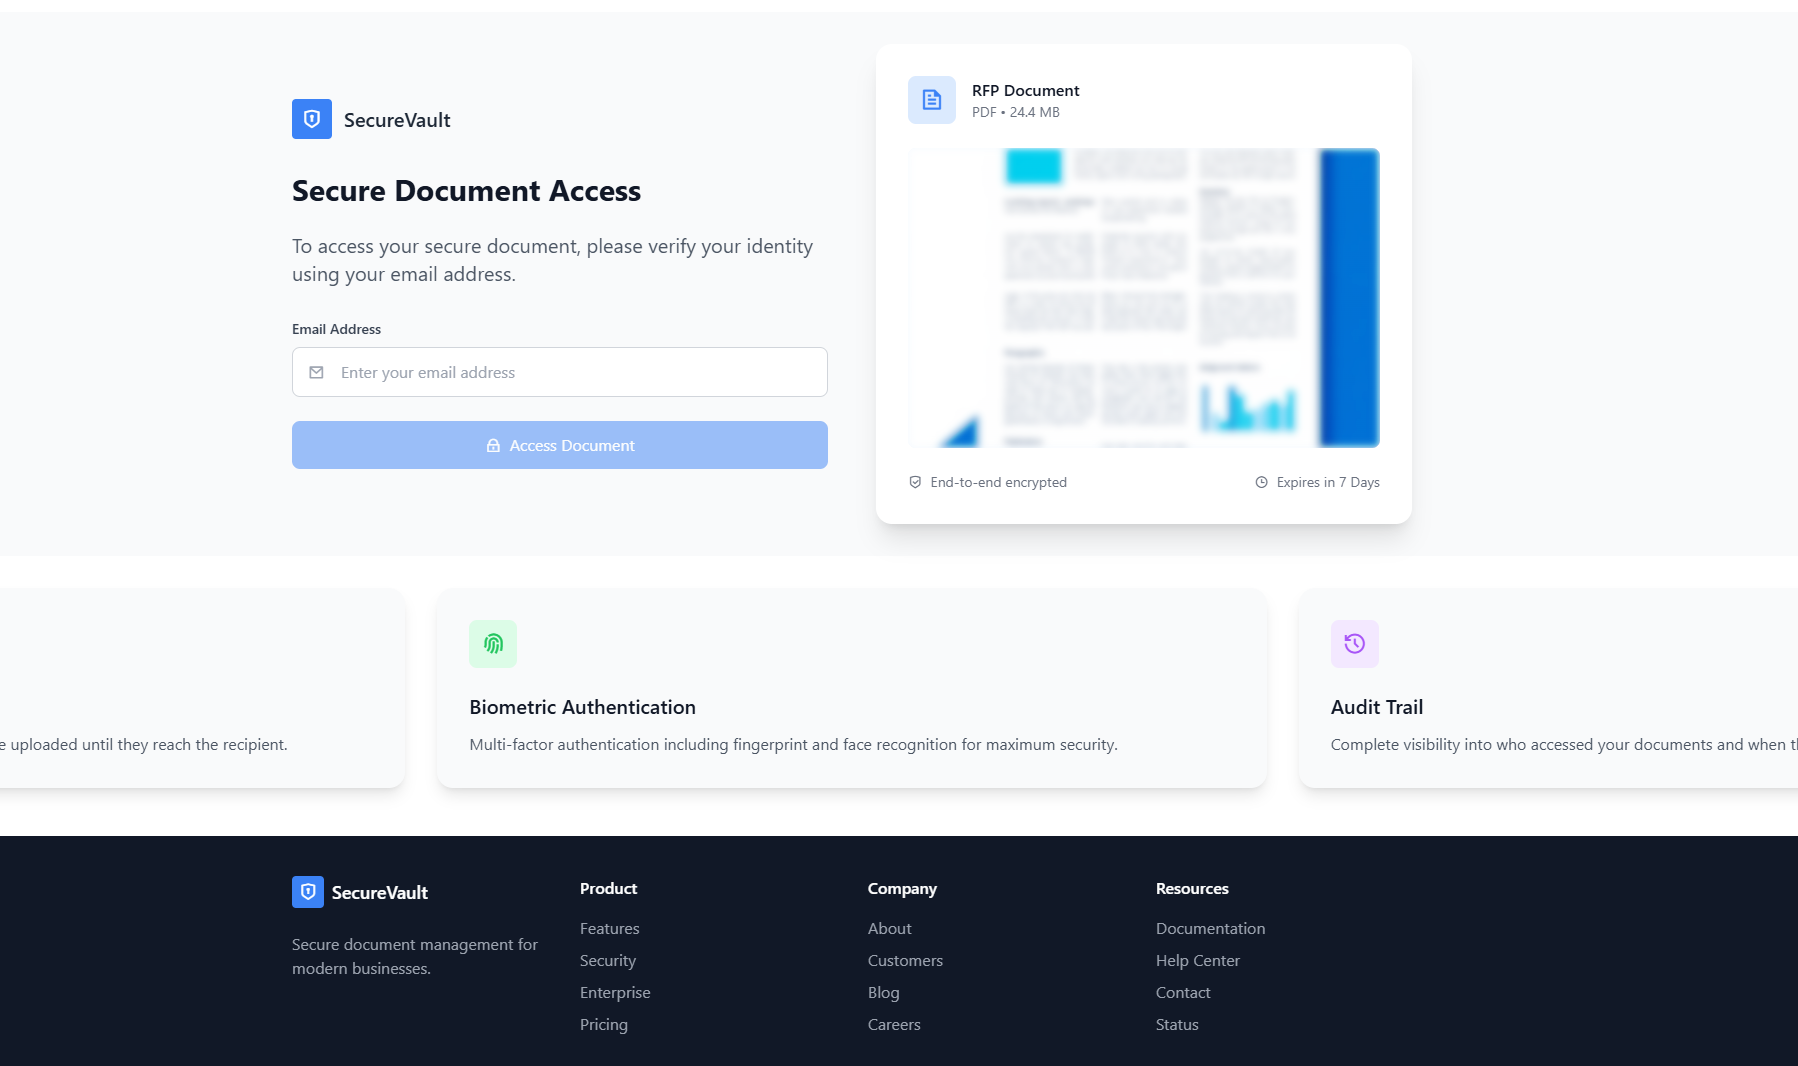 SecureVault
Secure Document Access
To access your secure document, please verify your identity
using your email address.
Email Address
Enter your email address
Access Document
RFP Document
PDF • 24.4 MB
End-to-end encrypted
Expires in 7 Days
uploaded until they reach the recipient.
Biometric Authentication
Multi-factor authentication including fingerprint and face recognition for maximum security.
Audit Trail
Complete visibility into who accessed your documents and when
SecureVault
Secure document management for
modern businesses.
Product
Features
Security
Enterprise
Pricing
Company
About
Customers
Blog
Careers
Resources
Documentation
Help Center
Contact
Status